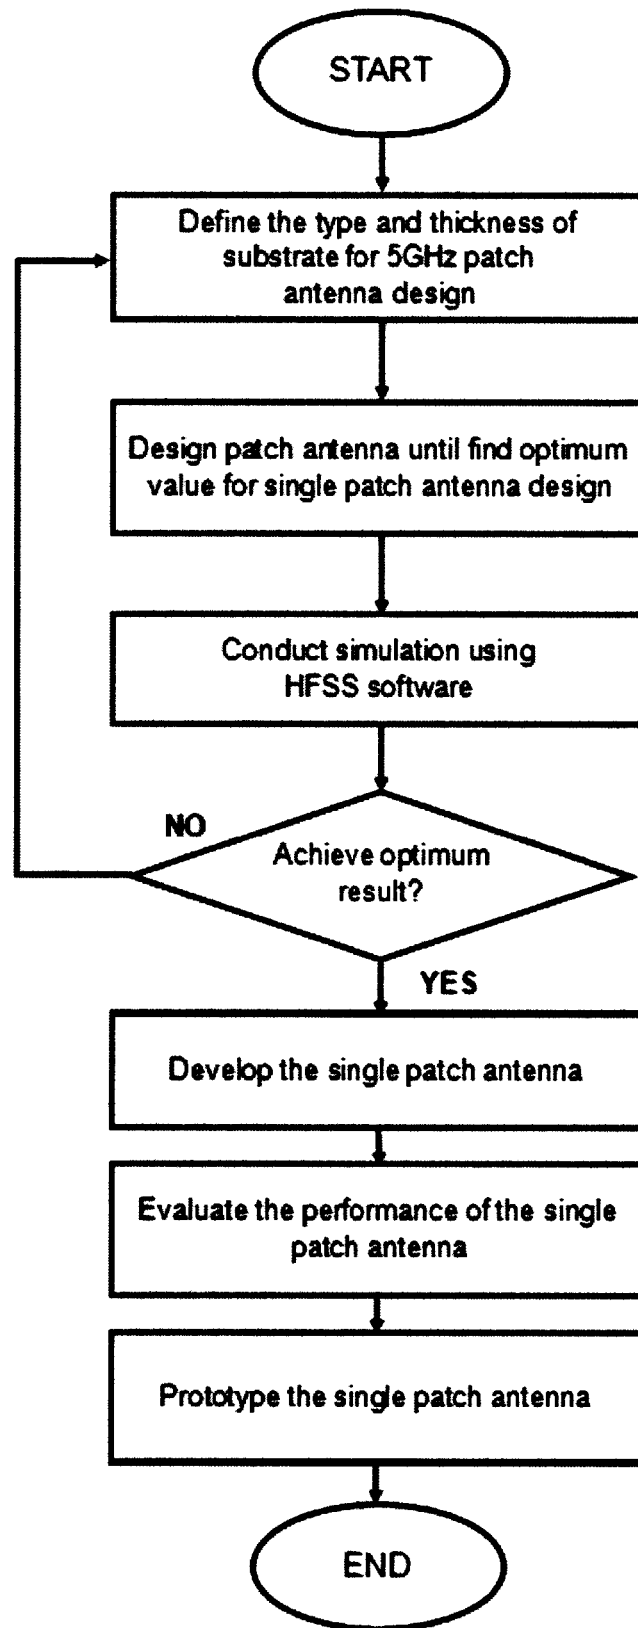 START
Define the type and thickness of
substrate for 5GHz patch
antenna design
Design patch antenna until find optimum
value for single patch antenna design
Conduct simulation using
HFSS software
NO
Achieve optimum
result?
YES
Develop the single patch antenna
Evaluate the performance of the single
patch antenna
Prototype the single patch antenna
END